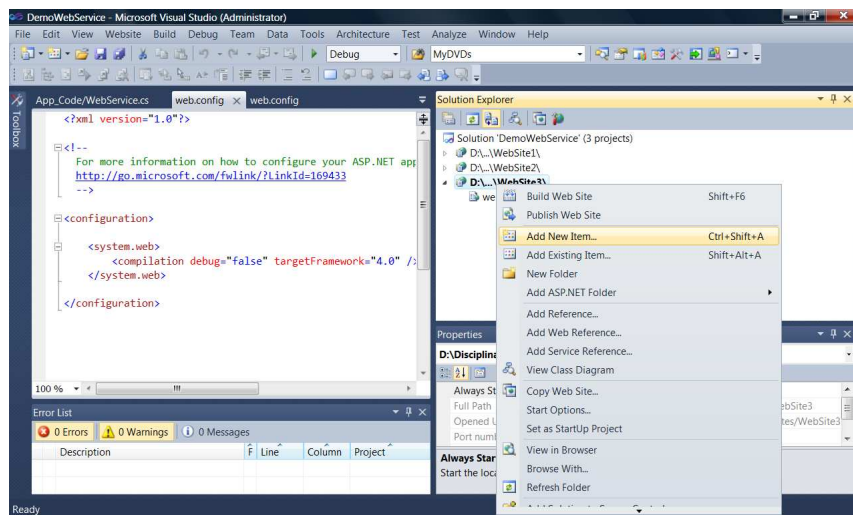 DemoWebService - Microsoft Visual Studio (Administrator)
File Edit View Website Build Debug Team Data Tools Architecture Test Analyze Window Help
Debug MyDVDs
Toolbox
App_Code/WebService.cs web.config web.config
<?xml version="1.0"?>
<!--
For more information on how to configure your ASP.NET app
http://go.microsoft.com/fwlink/?LinkId=169433
-->
<configuration>
<system.web>
<compilation debug="false" targetFramework="4.0" />
</system.web>
</configuration>
100 %
Error List
0 Errors 0 Warnings 0 Messages
Description F Line Column Project
Solution Explorer
Solution 'DemoWebService' (3 projects)
D:\...\WebSite1\
D:\...\WebSite2\
D:\...\WebSite3\
we
Build Web Site Shift+F6
Publish Web Site
Add New Item... Ctrl+Shift+A
Add Existing Item... Shift+Alt+A
New Folder
Add ASP.NET Folder
Add Reference...
Add Web Reference...
Add Service Reference...
View Class Diagram
Copy Web Site...
Start Options...
Set as StartUp Project
View in Browser
Browse With...
Refresh Folder
Properties
D:\Disciplina
Always St
Full Path ebSite3
Opened U tes/WebSite3
Port numb
Always Star
Start the loca
Ready